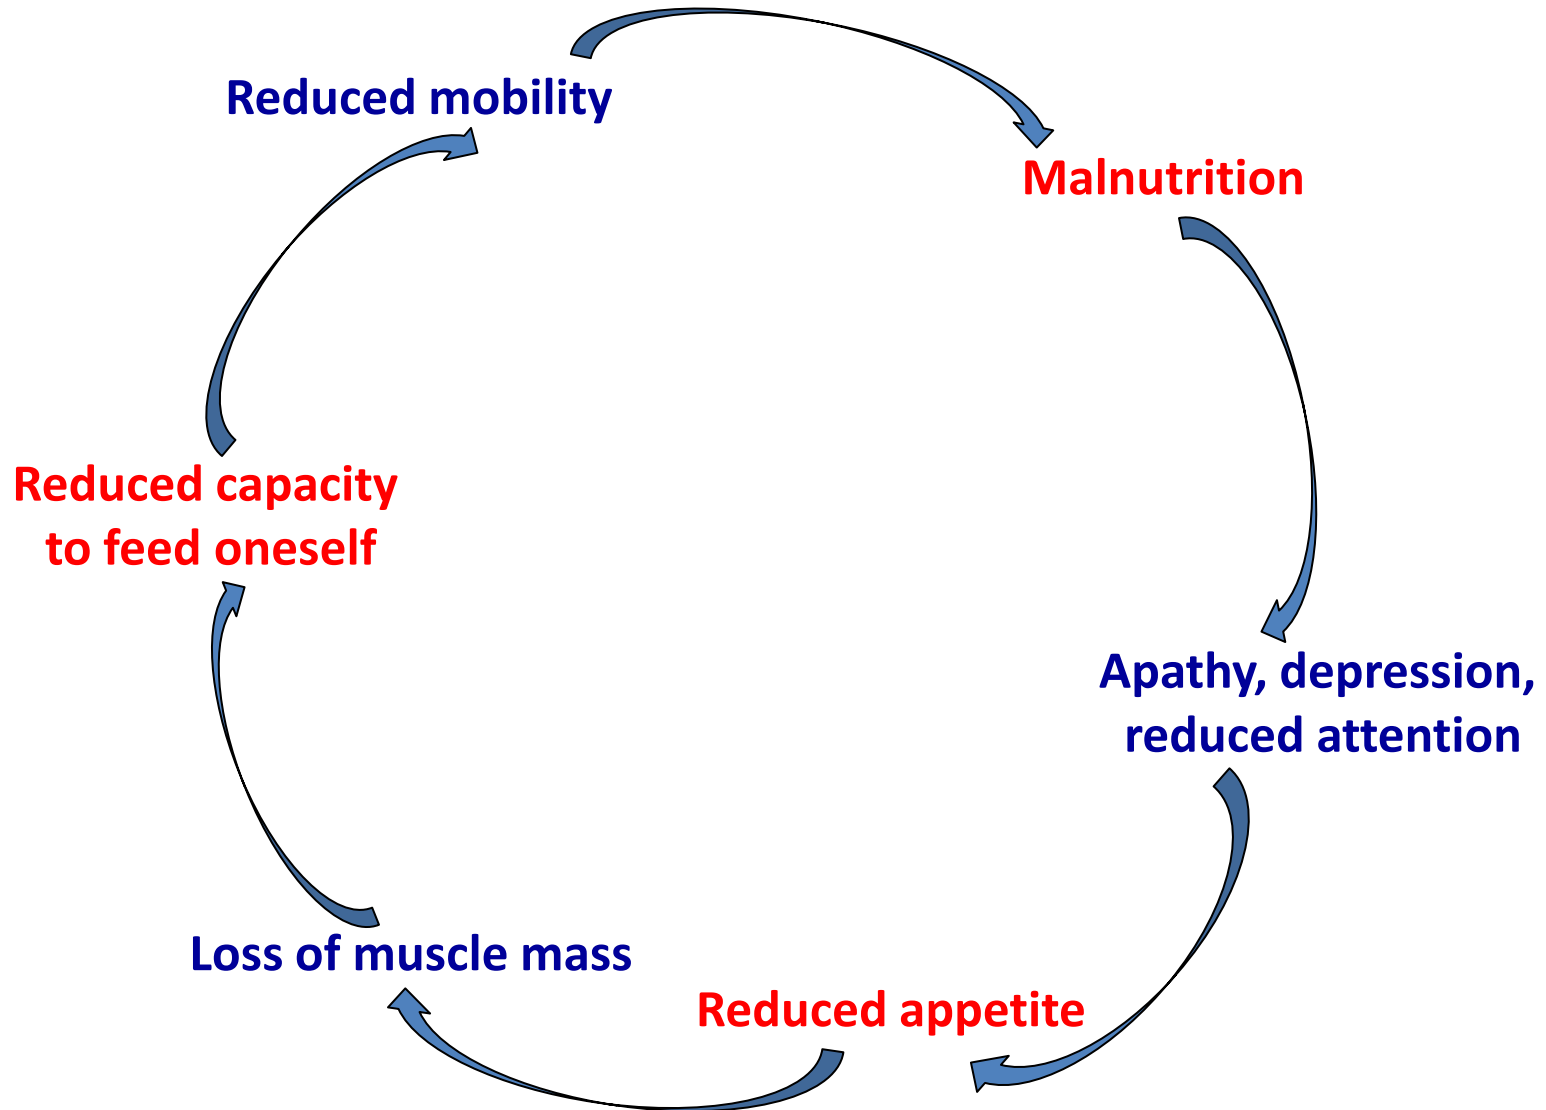 Reduced mobility
Malnutrition
Reduced capacity
to feed oneself
Apathy, depression,
reduced attention
Loss of muscle mass
Reduced appetite